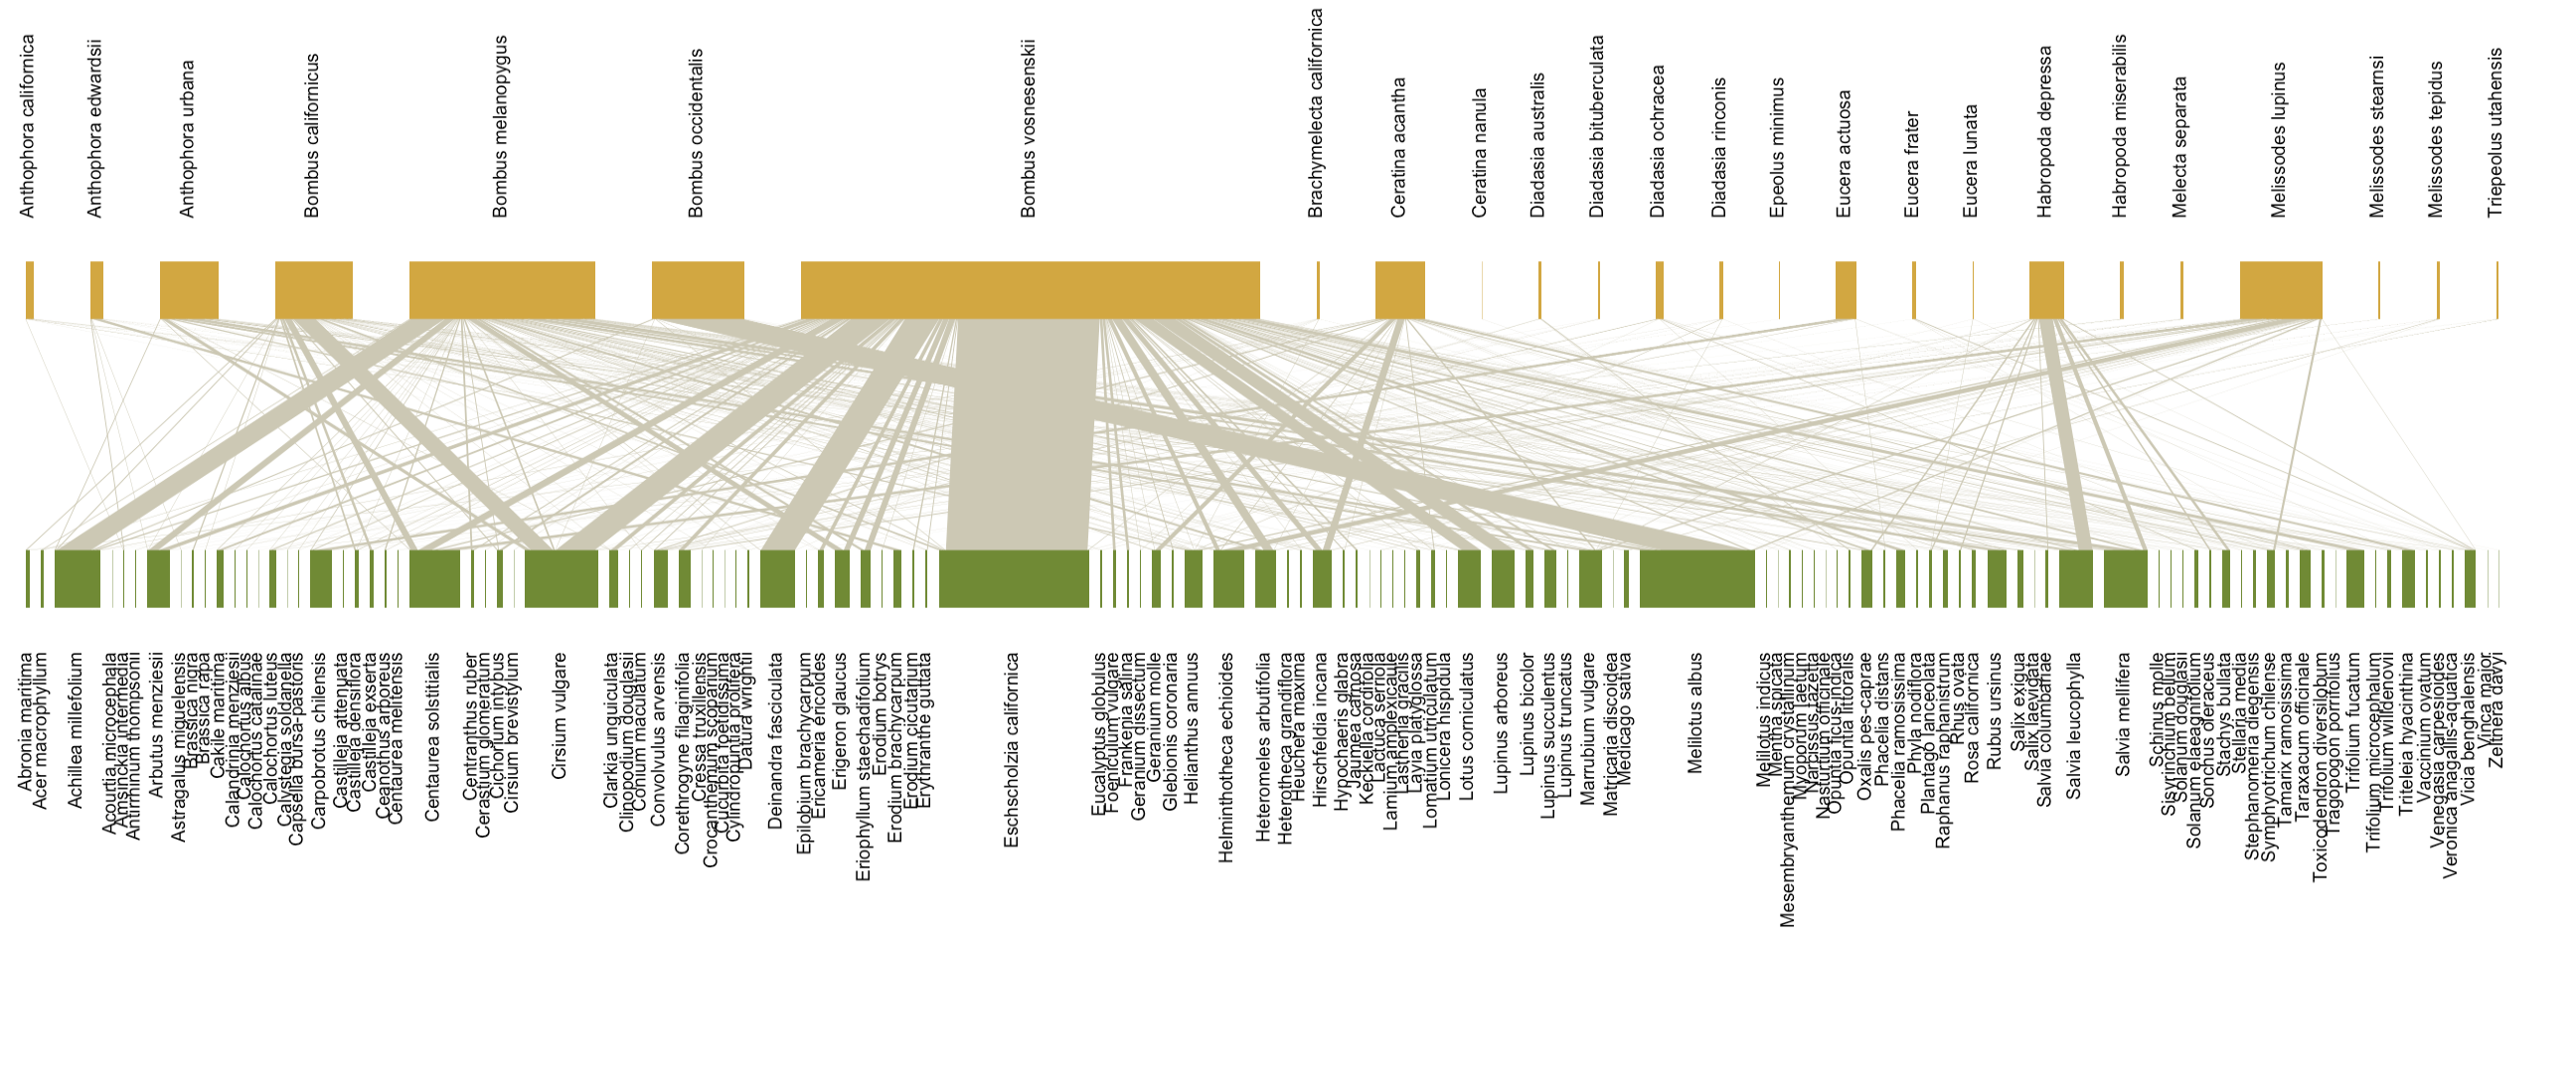 Anthophora californica
Anthophora edwardsii
Anthophora urbana
Bombus californicus
Bombus melanopygus
Bombus occidentalis
Bombus vosnesenskii
Brachymelecta californica
Ceratina acantha
Ceratina nanula
Diadasia australis
Diadasia bituberculata
Diadasia ochracea
Diadasia rinconis
Epeolus minimus
Eucera actuosa
Eucera frater
Eucera lunata
Habropoda depressa
Habropoda miserabilis
Melecta separata
Melissodes lupinus
Melissodes stearnsi
Melissodes tepidus
Triepeolus utahensis
Abronia maritima
Acer macrophyllum
Achillea millefolium
Acourtia microcephala
Amsinckia intermedia
Antirrhinum thompsonii
Arbutus menziesii
Astragalus miguelensis
Brassica nigra
Brassica rapa
Cakile maritima
Calandrinia menziesii
Calochortus albus
Calochortus catalinae
Calochortus luteus
Calystegia soldanella
Capsella bursa-pastoris
Carpobrotus chilensis
Castilleja attenuata
Castilleja densiflora
Castilleja exserta
Ceanothus arboreus
Centaurea melitensis
Centaurea solstitialis
Centranthus ruber
Cerastium glomeratum
Cichorium intybus
Cirsium brevistylum
Cirsium vulgare
Clarkia unguiculata
Clinopodium douglasii
Conium maculatum
Convolvulus arvensis
Corethrogyne filaginifolia
Cressa truxillensis
Crocanthemum scoparium
Cucurbita foetidissima
Cylindropuntia prolifera
Datura wrightii
Deinandra fasciculata
Epilobium brachycarpum
Ericameria ericoides
Erigeron glaucus
Eriophyllum staechadifolium
Erodium botrys
Erodium brachycarpum
Erodium cicutarium
Erythranthe guttata
Eschscholzia californica
Eucalyptus globulus
Foeniculum vulgare
Frankenia salina
Geranium dissectum
Geranium molle
Glebionis coronaria
Helianthus annuus
Helminthotheca echioides
Heteromeles arbutifolia
Heterotheca grandiflora
Heuchera maxima
Hirschfeldia incana
Hypochaeris glabra
Jaumea carnosa
Keckiella cordifolia
Lactuca serriola
Lamium amplexicaule
Lasthenia gracilis
Layia platyglossa
Lomatium utriculatum
Lonicera hispidula
Lotus corniculatus
Lupinus arboreus
Lupinus bicolor
Lupinus succulentus
Lupinus truncatus
Marrubium vulgare
Matricaria discoidea
Medicago sativa
Melilotus albus
Melilotus indicus
Mentha spicata
Mesembryanthemum crystallinum
Myoporum laetum
Narcissus tazetta
Nasturtium officinale
Opuntia ficus-indica
Opuntia littoralis
Oxalis pes-caprae
Phacelia distans
Phacelia ramosissima
Phyla nodiflora
Plantago lanceolata
Raphanus raphanistrum
Rhus ovata
Rosa californica
Rubus ursinus
Salix exigua
Salix laevigata
Salvia columbariae
Salvia leucophylla
Salvia mellifera
Schinus molle
Sisyrinchium bellum
Solanum douglasii
Solanum elaeagnifolium
Sonchus oleraceus
Stachys bullata
Stellaria media
Stephanomeria diegensis
Symphyotrichum chilense
Tamarix ramosissima
Taraxacum officinale
Toxicodendron diversilobum
Tragopogon porrifolius
Trifolium fucatum
Trifolium microcephalum
Trifolium willdenovii
Triteleia hyacinthina
Vaccinium ovatum
Venegasia carpesioides
Veronica anagallis-aquatica
Vicia benghalensis
Vinca major
Zeltnera davyi